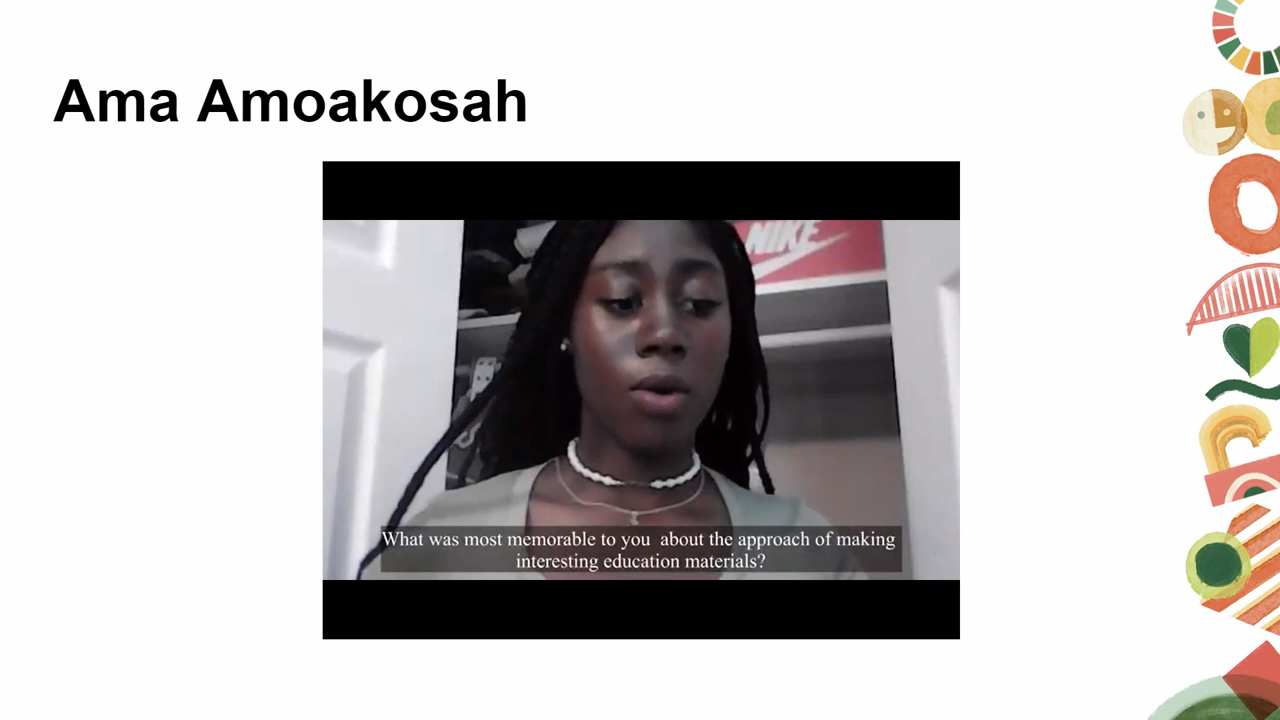 Ama Amoakosah
NIKE
What was most memorable to you  about the approach of making
interesting education materials?